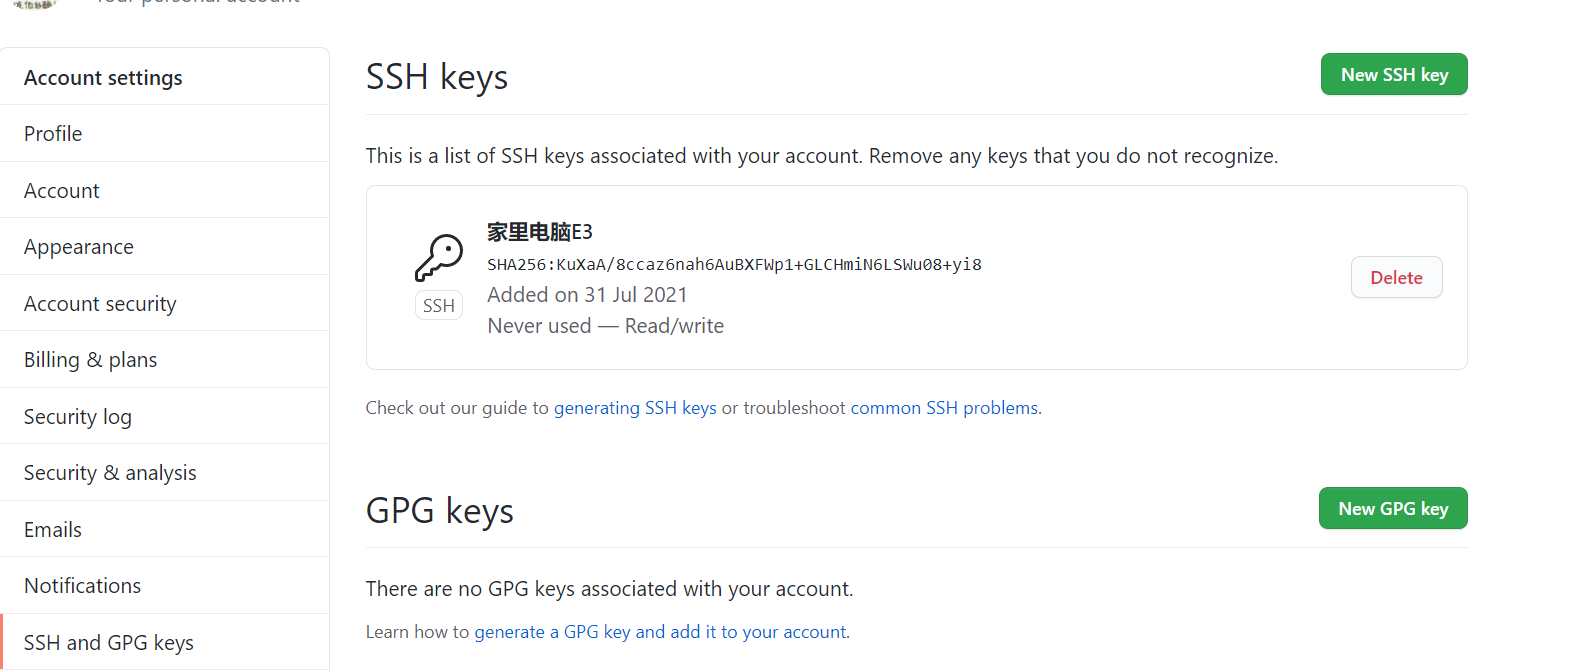 Your personal account
Account settings
Profile
Account
Appearance
Account security
Billing & plans
Security log
Security & analysis
Emails
Notifications
SSH and GPG keys
SSH keys
New SSH key
This is a list of SSH keys associated with your account. Remove any keys that you do not recognize.
家里电脑E3
SHA256:KuXaA/8ccaz6nah6AuBXFWp1+GLCHmiN6LSWu08+yi8
Added on 31 Jul 2021
Never used — Read/write
SSH
Delete
Check out our guide to generating SSH keys or troubleshoot common SSH problems.
GPG keys
New GPG key
There are no GPG keys associated with your account.
Learn how to generate a GPG key and add it to your account.